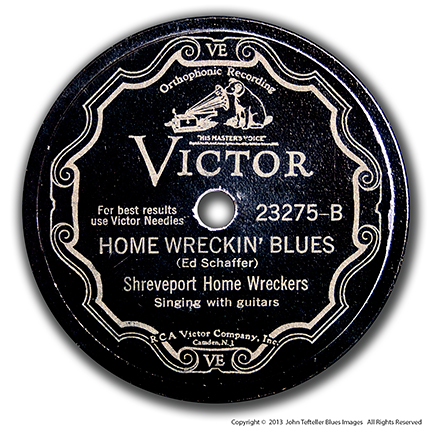 VE
Orthophonic Recording
"HIS MASTER'S VOICE"
VICTOR
For best results
use Victor Needles
23275-B
HOME WRECKIN' BLUES
(Ed Schaffer)
Shreveport Home Wreckers
Singing with guitars
RCA Victor Company, Inc.
Camden, N.J.
VE
Copyright © 2013 John Tefteller Blues Images All Rights Reserved